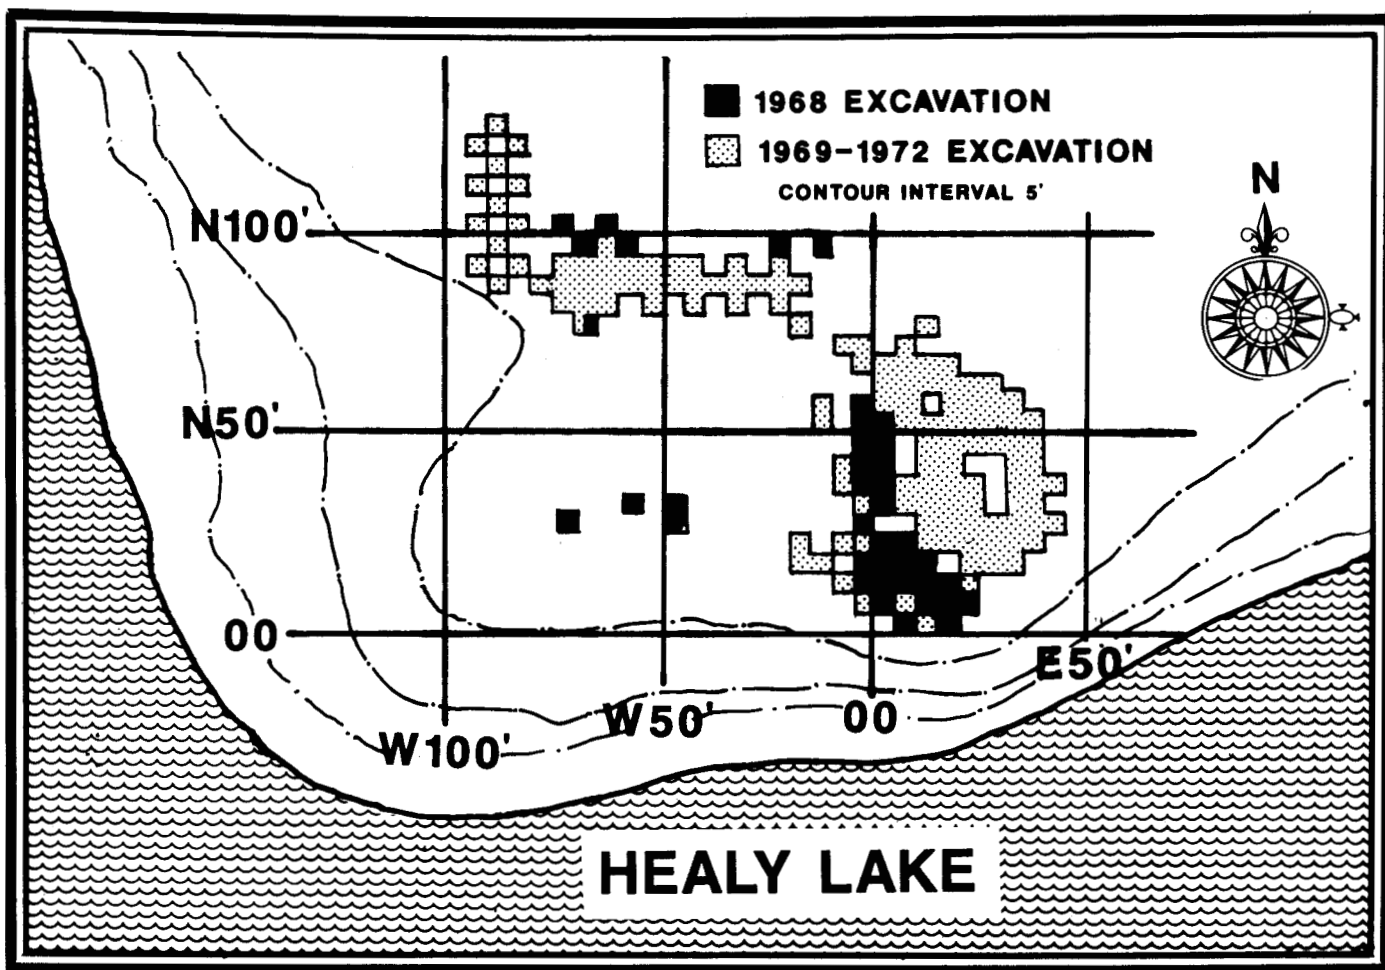 1968 EXCAVATION
1969-1972 EXCAVATION
CONTOUR INTERVAL 5'
N
N100'
N50'
00
E50'
W50'
00
W100'
HEALY LAKE